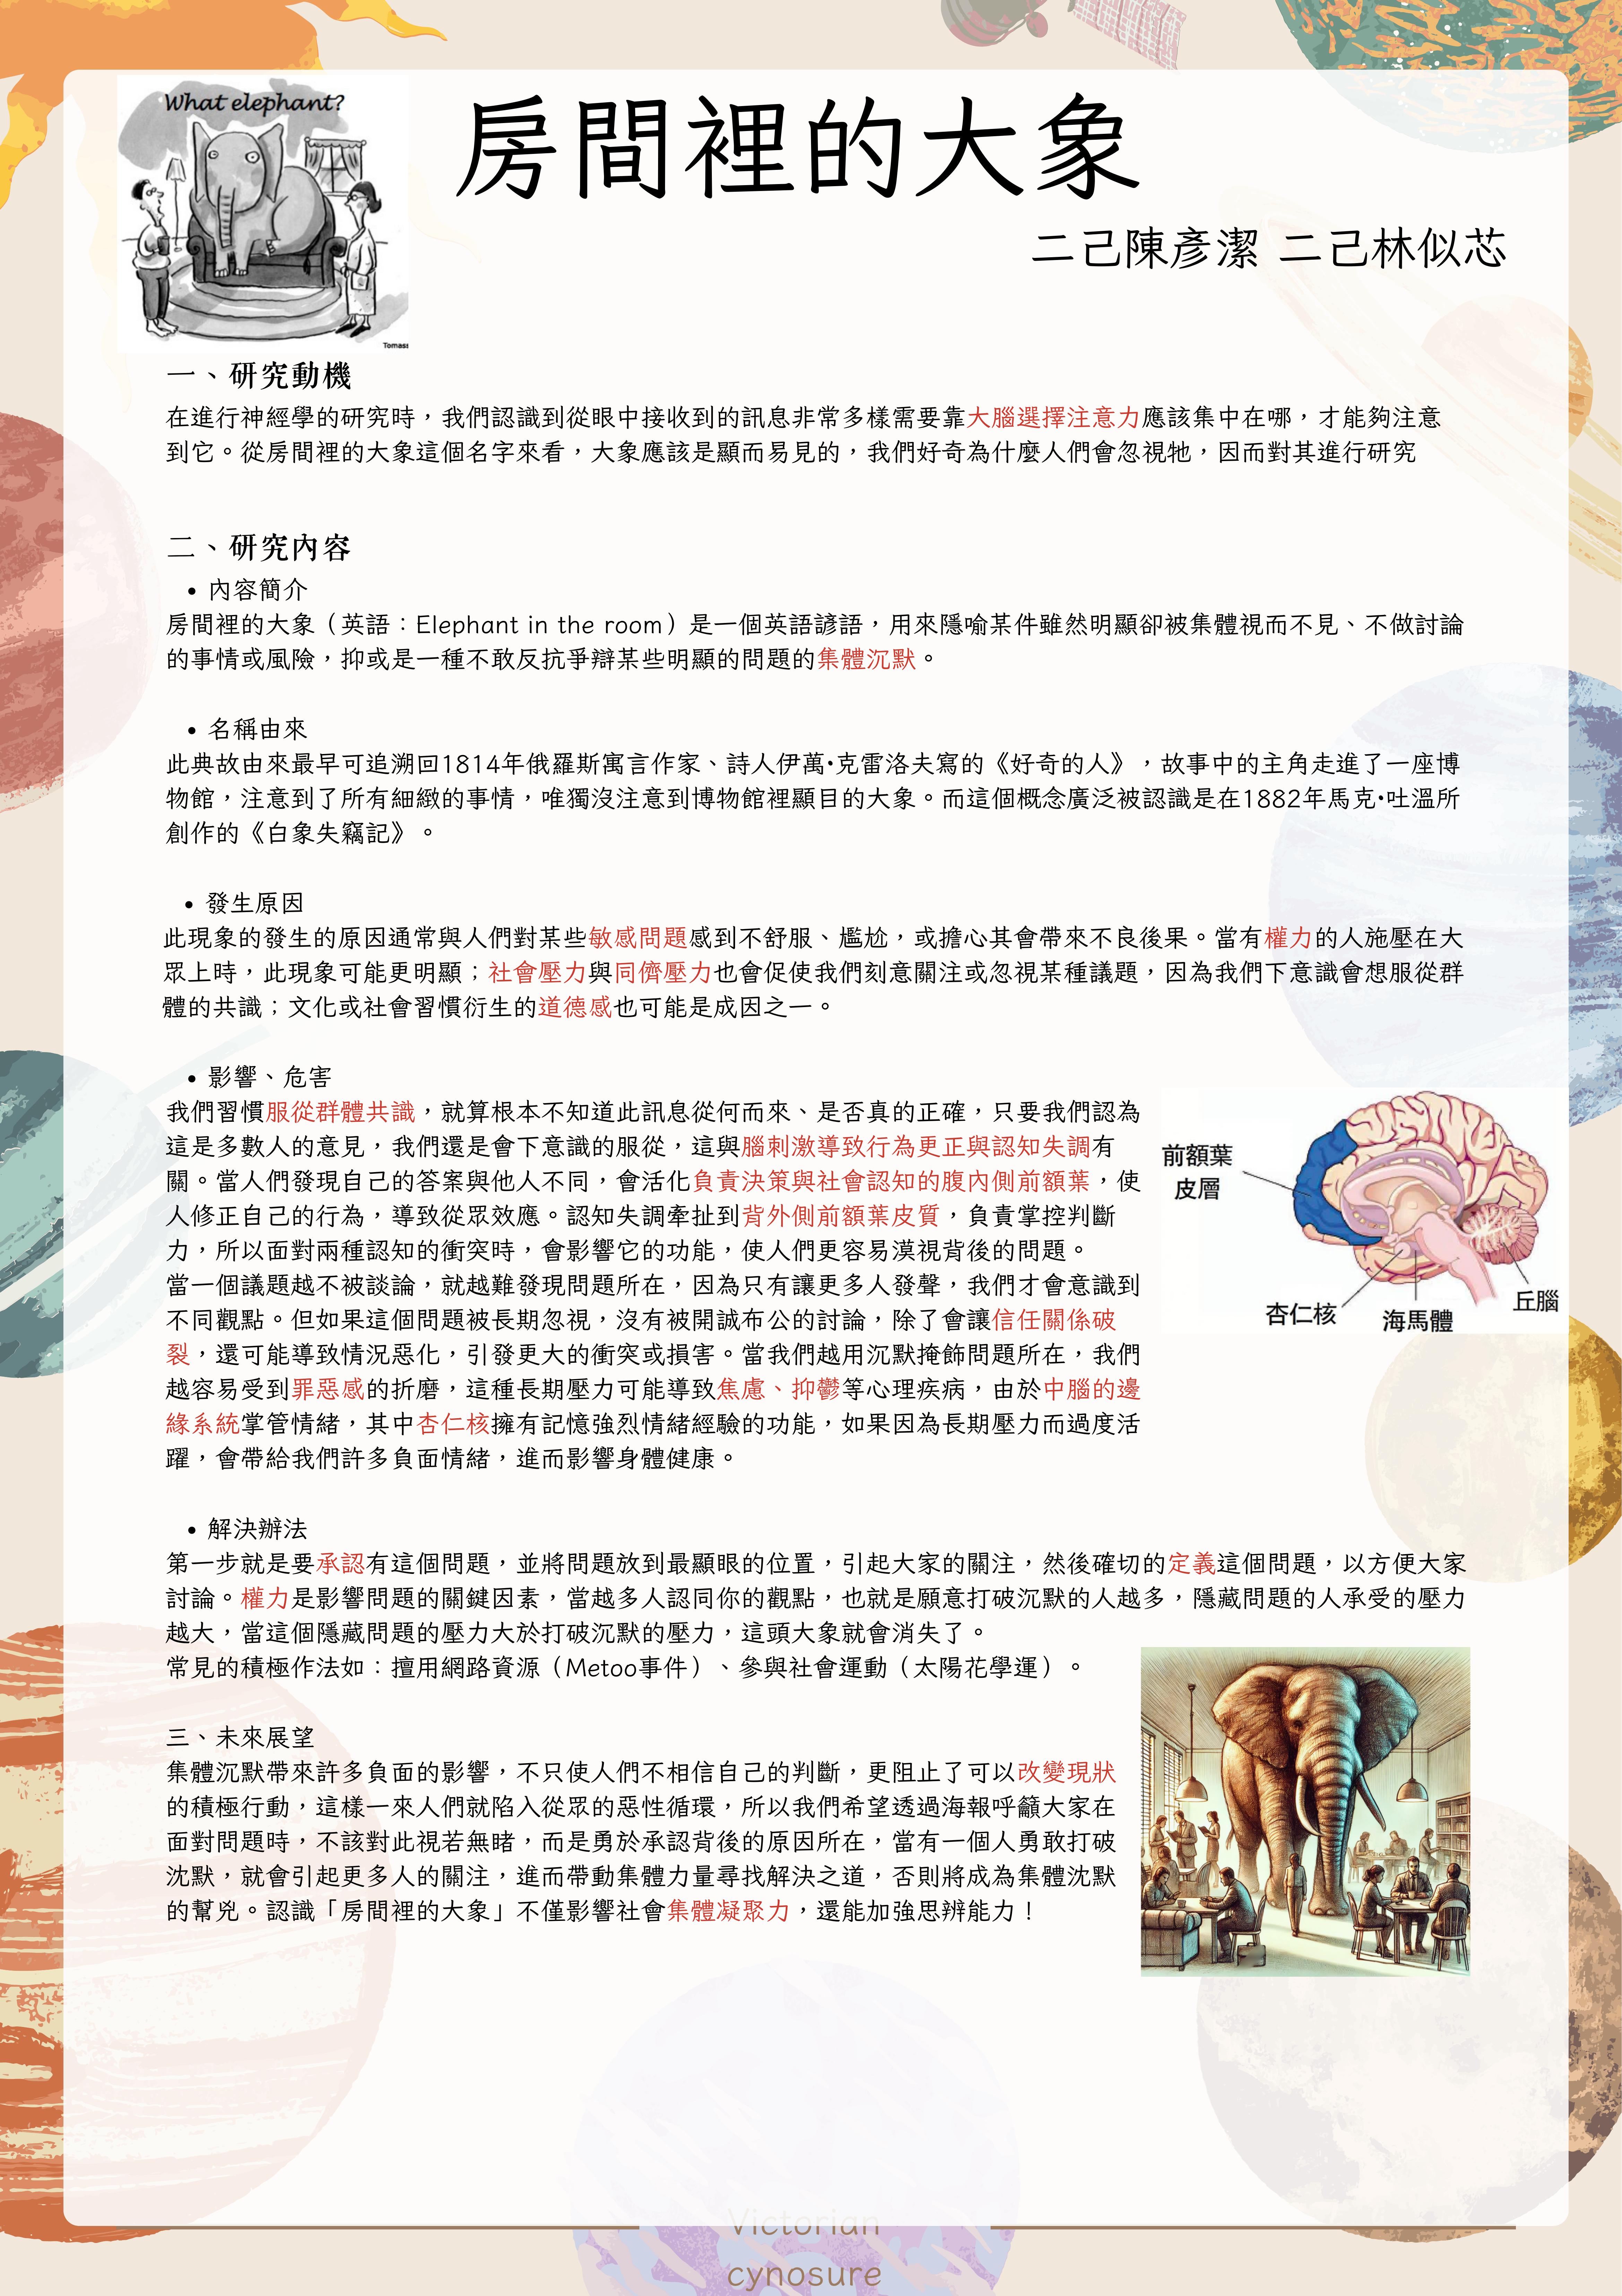 What elephant?
Tomass
房間裡的大象
二己陳彥潔 二己林似芯
一、研究動機
在進行神經學的研究時，我們認識到從眼中接收到的訊息非常多樣需要靠大腦選擇注意力應該集中在哪，才能夠注意
到它。從房間裡的大象這個名字來看，大象應該是顯而易見的，我們好奇為什麼人們會忽視牠，因而對其進行研究
二、研究內容
• 內容簡介
房間裡的大象（英語：Elephant in the room）是一個英語諺語，用來隱喻某件雖然明顯卻被集體視而不見、不做討論
的事情或風險，抑或是一種不敢反抗爭辯某些明顯的問題的集體沉默。
• 名稱由來
此典故由來最早可追溯回1814年俄羅斯寓言作家、詩人伊萬•克雷洛夫寫的《好奇的人》，故事中的主角走進了一座博
物館，注意到了所有細緻的事情，唯獨沒注意到博物館裡顯目的大象。而這個概念廣泛被認識是在1882年馬克•吐溫所
創作的《白象失竊記》。
• 發生原因
此現象的發生的原因通常與人們對某些敏感問題感到不舒服、尷尬，或擔心其會帶來不良後果。當有權力的人施壓在大
眾上時，此現象可能更明顯；社會壓力與同儕壓力也會促使我們刻意關注或忽視某種議題，因為我們下意識會想服從群
體的共識；文化或社會習慣衍生的道德感也可能是成因之一。
• 影響、危害
我們習慣服從群體共識，就算根本不知道此訊息從何而來、是否真的正確，只要我們認為
這是多數人的意見，我們還是會下意識的服從，這與腦刺激導致行為更正與認知失調有
關。當人們發現自己的答案與他人不同，會活化負責決策與社會認知的腹內側前額葉，使
人修正自己的行為，導致從眾效應。認知失調牽扯到背外側前額葉皮質，負責掌控判斷
力，所以面對兩種認知的衝突時，會影響它的功能，使人們更容易漠視背後的問題。
當一個議題越不被談論，就越難發現問題所在，因為只有讓更多人發聲，我們才會意識到
不同觀點。但如果這個問題被長期忽視，沒有被開誠布公的討論，除了會讓信任關係破
裂，還可能導致情況惡化，引發更大的衝突或損害。當我們越用沉默掩飾問題所在，我們
越容易受到罪惡感的折磨，這種長期壓力可能導致焦慮、抑鬱等心理疾病，由於中腦的邊
緣系統掌管情緒，其中杏仁核擁有記憶強烈情緒經驗的功能，如果因為長期壓力而過度活
躍，會帶給我們許多負面情緒，進而影響身體健康。
前額葉
皮層
杏仁核
海馬體
丘腦
• 解決辦法
第一步就是要承認有這個問題，並將問題放到最顯眼的位置，引起大家的關注，然後確切的定義這個問題，以方便大家
討論。權力是影響問題的關鍵因素，當越多人認同你的觀點，也就是願意打破沉默的人越多，隱藏問題的人承受的壓力
越大，當這個隱藏問題的壓力大於打破沉默的壓力，這頭大象就會消失了。
常見的積極作法如：擅用網路資源（Metoo事件）、參與社會運動（太陽花學運）。
三、未來展望
集體沉默帶來許多負面的影響，不只使人們不相信自己的判斷，更阻止了可以改變現狀
的積極行動，這樣一來人們就陷入從眾的惡性循環，所以我們希望透過海報呼籲大家在
面對問題時，不該對此視若無睹，而是勇於承認背後的原因所在，當有一個人勇敢打破
沈默，就會引起更多人的關注，進而帶動集體力量尋找解決之道，否則將成為集體沈默
的幫兇。認識「房間裡的大象」不僅影響社會集體凝聚力，還能加強思辨能力！
Victorian
cynosure